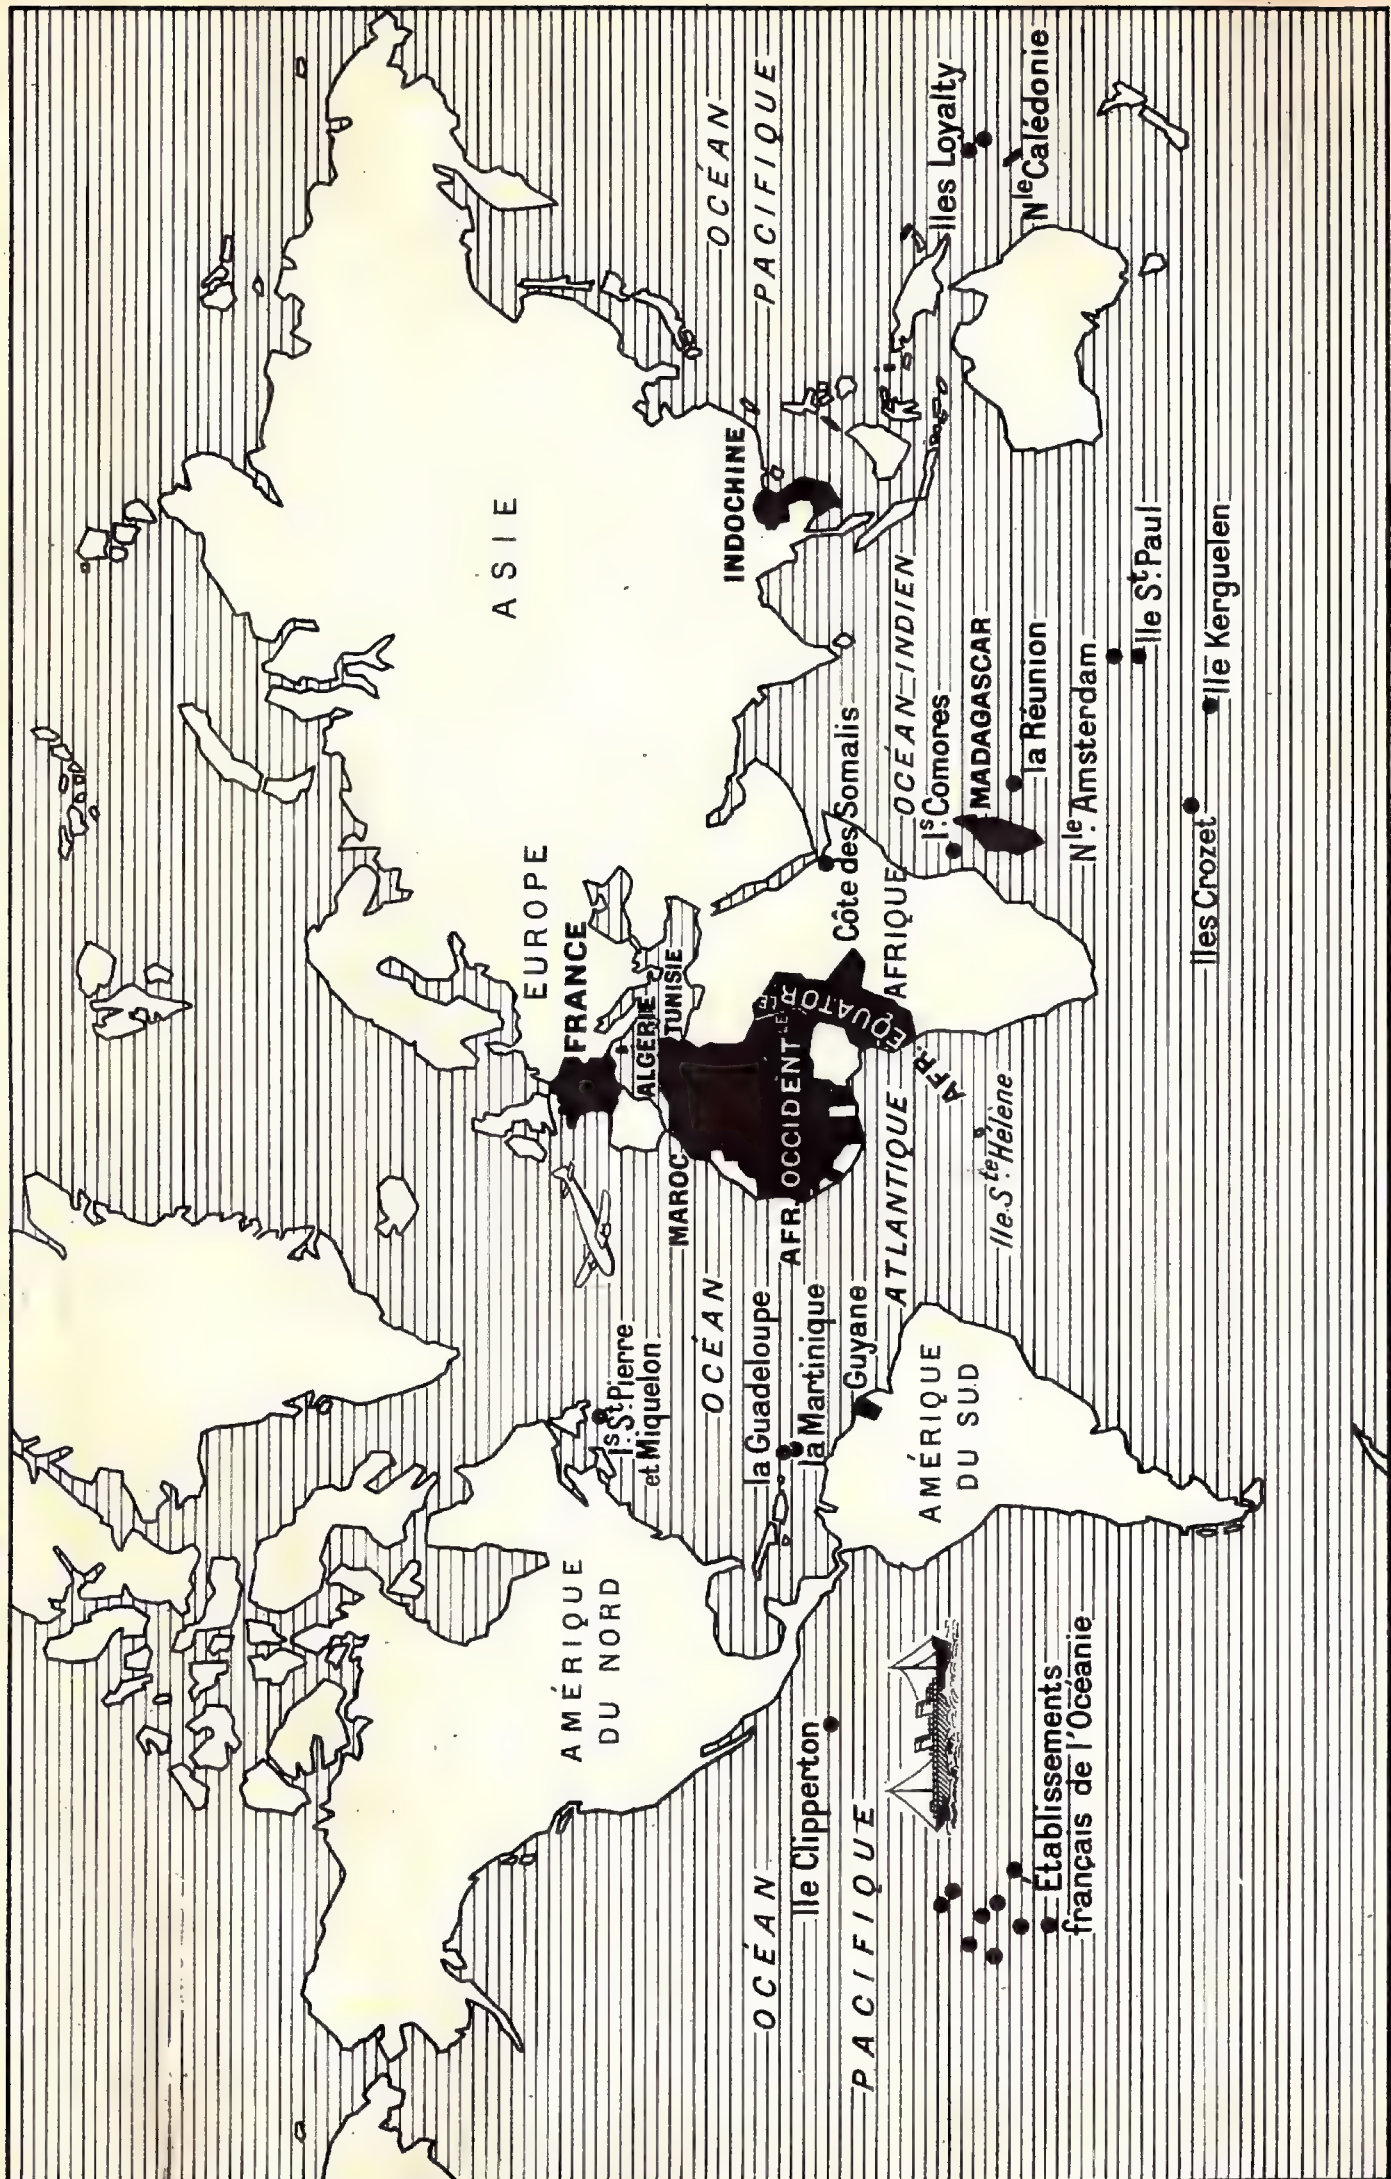 AMÉRIQUE
DU NORD
Is. St. Pierre
et Miquelon
OCÉAN
PACIFIQUE
Ile Clipperton
Etablissements
français de l'Océanie
la Guadeloupe
la Martinique
Guyane
AMÉRIQUE
DU SUD
OCÉAN
ATLANTIQUE
Ile Ste. Hélène
EUROPE
FRANCE
ALGÉRIE
TUNISIE
MAROC
AFR. OCCIDENTLE
AFR. ÉQUATORLE
AFRIQUE
Côte des Somalis
ASIE
INDOCHINE
OCÉAN INDIEN
Is. Comores
MADAGASCAR
la Réunion
Nle. Amsterdam
Ile St. Paul
Iles Crozet
Ile Kerguelen
OCÉAN
PACIFIQUE
Iles Loyalty
Nle Calédonie